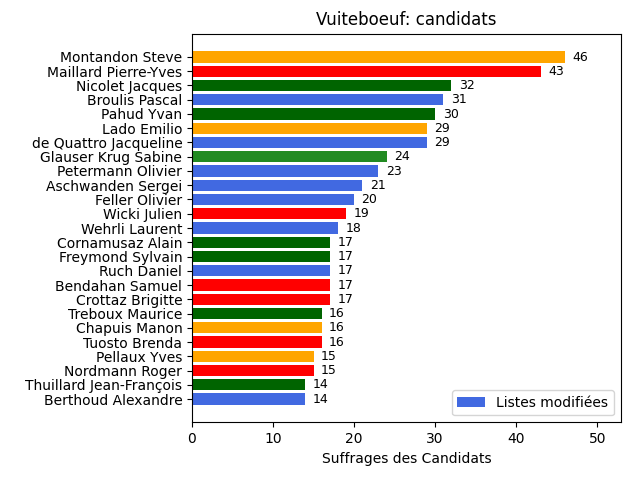 Vuiteboeuf: candidats
Montandon Steve 46
Maillard Pierre-Yves 43
Nicolet Jacques 32
Broulis Pascal 31
Pahud Yvan 30
Lado Emilio 29
de Quattro Jacqueline 29
Glauser Krug Sabine 24
Petermann Olivier 23
Aschwanden Sergei 21
Feller Olivier 20
Wicki Julien 19
Wehrli Laurent 18
Cornamusaz Alain 17
Freymond Sylvain 17
Ruch Daniel 17
Bendahan Samuel 17
Crottaz Brigitte 17
Treboux Maurice 16
Chapuis Manon 16
Tuosto Brenda 16
Pellaux Yves 15
Nordmann Roger 15
Thuillard Jean-François 14
Berthoud Alexandre 14
Listes modifiées
0 10 20 30 40 50
Suffrages des Candidats